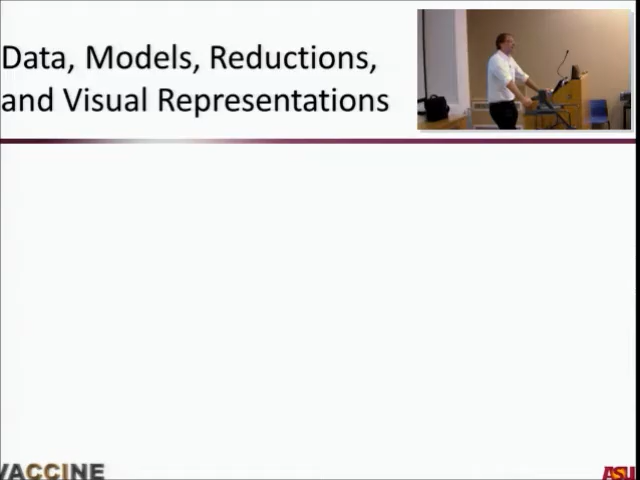 Data, Models, Reductions,
and Visual Representations
VACCINE
ASU